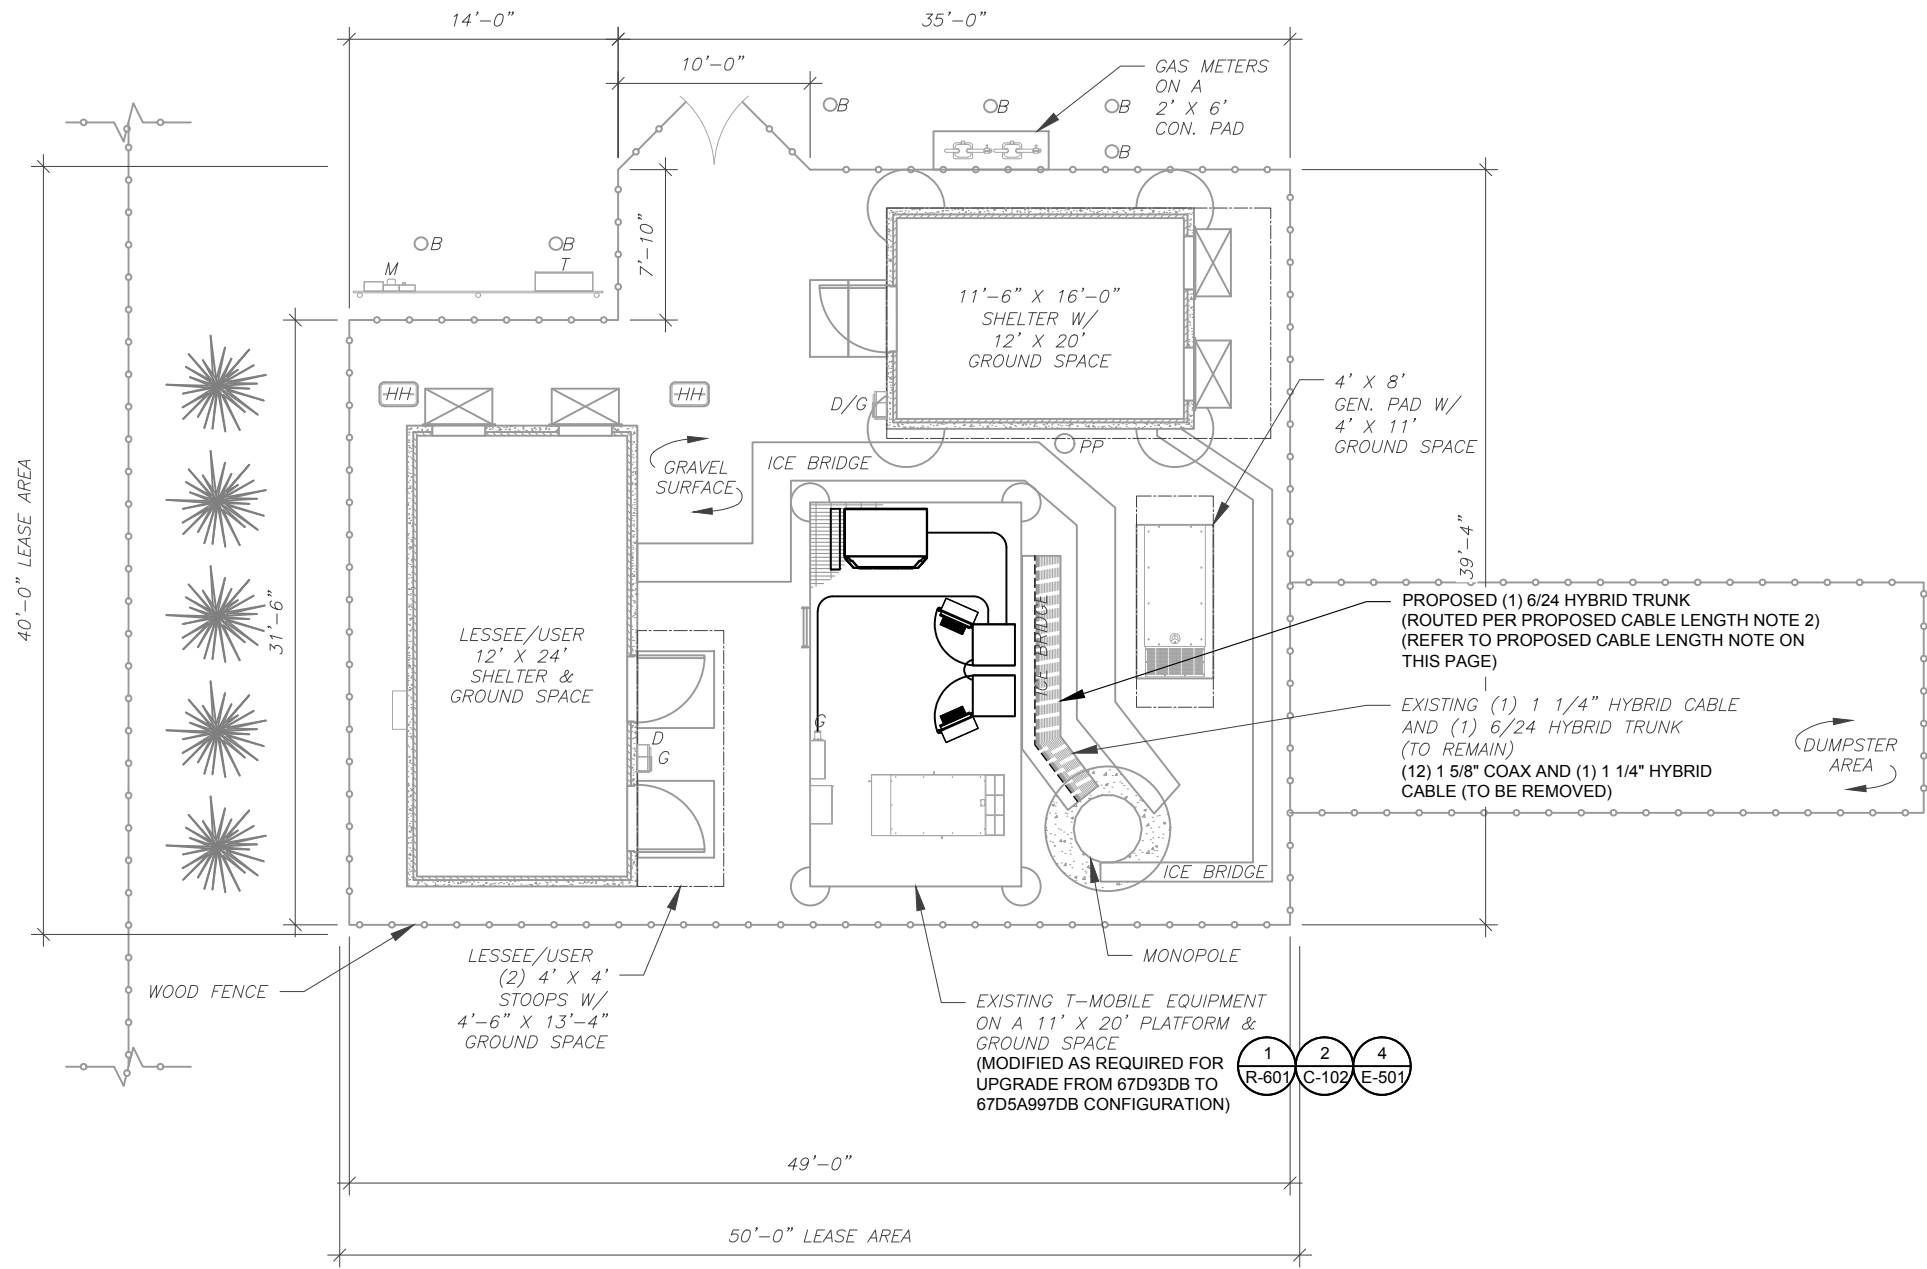 14'-0"
35'-0"
10'-0"
GAS METERS
ON A
2' X 6'
CON. PAD
B
B
B
B
40'-0" LEASE AREA
7'-10"
B
B
M
T
11'-6" X 16'-0"
SHELTER W/
12' X 20'
GROUND SPACE
HH
HH
D/G
4' X 8'
GEN. PAD W/
4' X 11'
GROUND SPACE
PP
ICE BRIDGE
GRAVEL
SURFACE
39'-4"
31'-6"
LESSEE/USER
12' X 24'
SHELTER &
GROUND SPACE
ICE BRIDGE
PROPOSED (1) 6/24 HYBRID TRUNK
(ROUTED PER PROPOSED CABLE LENGTH NOTE 2)
(REFER TO PROPOSED CABLE LENGTH NOTE ON
THIS PAGE)
EXISTING (1) 1 1/4" HYBRID CABLE
AND (1) 6/24 HYBRID TRUNK
(TO REMAIN)
(12) 1 5/8" COAX AND (1) 1 1/4" HYBRID
CABLE (TO BE REMOVED)
DUMPSTER
AREA
G
D
G
ICE BRIDGE
WOOD FENCE
LESSEE/USER
(2) 4' X 4'
STOOPS W/
4'-6" X 13'-4"
GROUND SPACE
MONOPOLE
EXISTING T-MOBILE EQUIPMENT
ON A 11' X 20' PLATFORM &
GROUND SPACE
(MODIFIED AS REQUIRED FOR
UPGRADE FROM 67D93DB TO
67D5A997DB CONFIGURATION)
1
R-601
2
C-102
4
E-501
49'-0"
50'-0" LEASE AREA